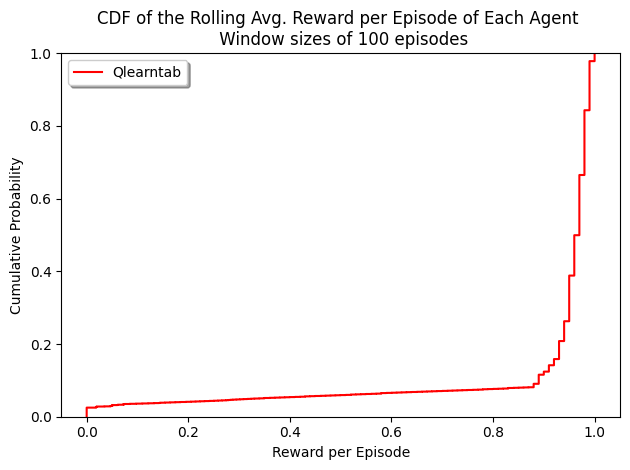 CDF of the Rolling Avg. Reward per Episode of Each Agent
Window sizes of 100 episodes
Qlearntab
Cumulative Probability
1.0
0.8
0.6
0.4
0.2
0.0
0.0 0.2 0.4 0.6 0.8 1.0
Reward per Episode